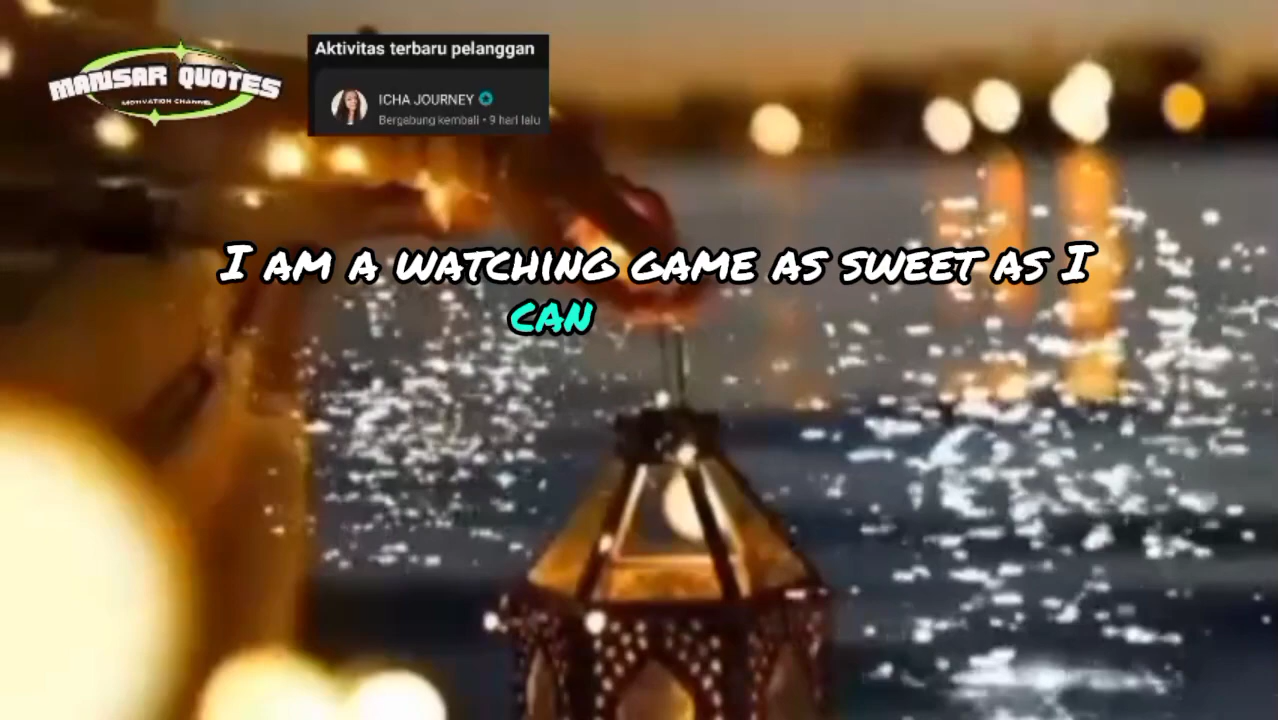 MANSAR QUOTES
MOTIVATION CHANNEL
Aktivitas terbaru pelanggan
ICHA JOURNEY
Bergabung kembali • 9 hari lalu
I AM A WATCHING GAME AS SWEET AS I
CAN